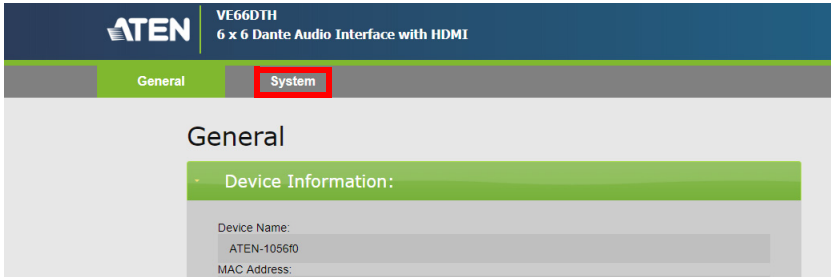 ATEN
VE66DTH
6 x 6 Dante Audio Interface with HDMI
General
System
General
Device Information:
Device Name:
ATEN-1056f0
MAC Address: